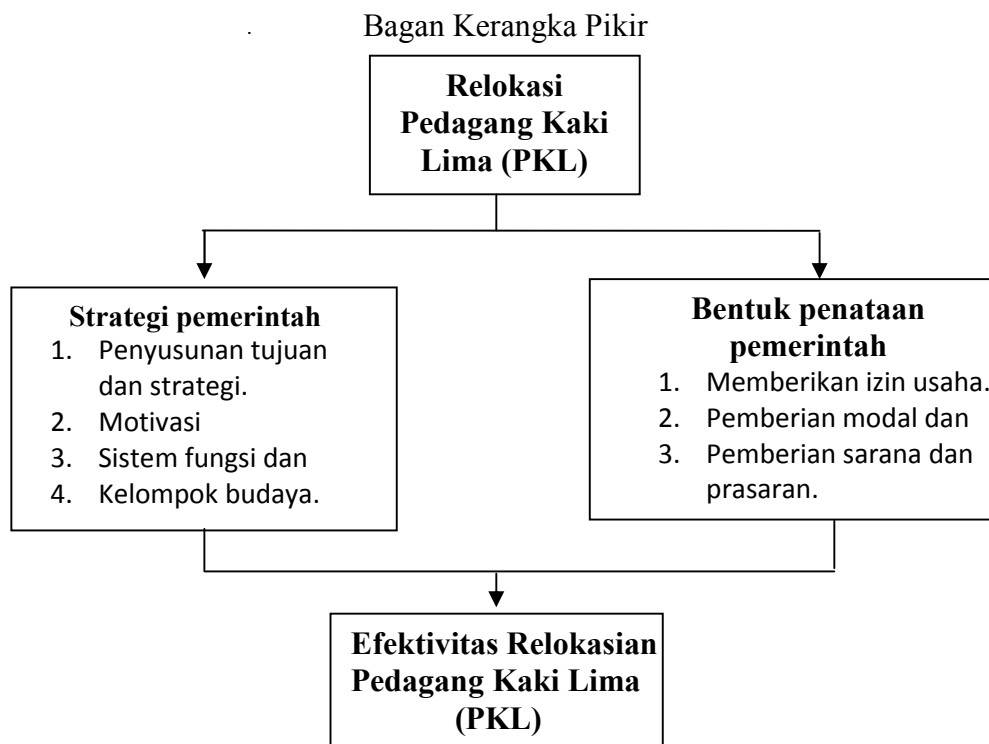 Bagan Kerangka Pikir
Relokasi
Pedagang Kaki
Lima (PKL)
Strategi pemerintah
1. Penyusunan tujuan
dan strategi.
2. Motivasi
3. Sistem fungsi dan
4. Kelompok budaya.
Bentuk penataan
pemerintah
1. Memberikan izin usaha.
2. Pemberian modal dan
3. Pemberian sarana dan
prasaran.
Efektivitas Relokasian
Pedagang Kaki Lima
(PKL)